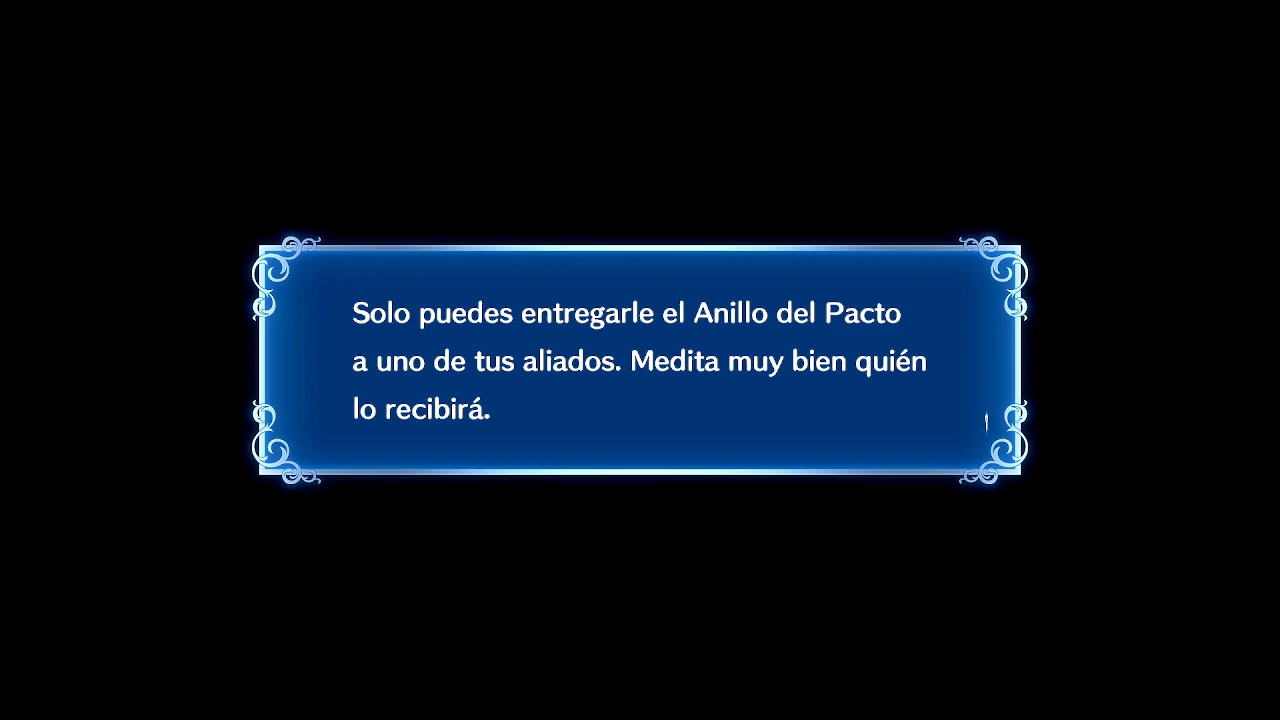 Solo puedes entregarle el Anillo del Pacto
a uno de tus aliados. Medita muy bien quién
lo recibirá.